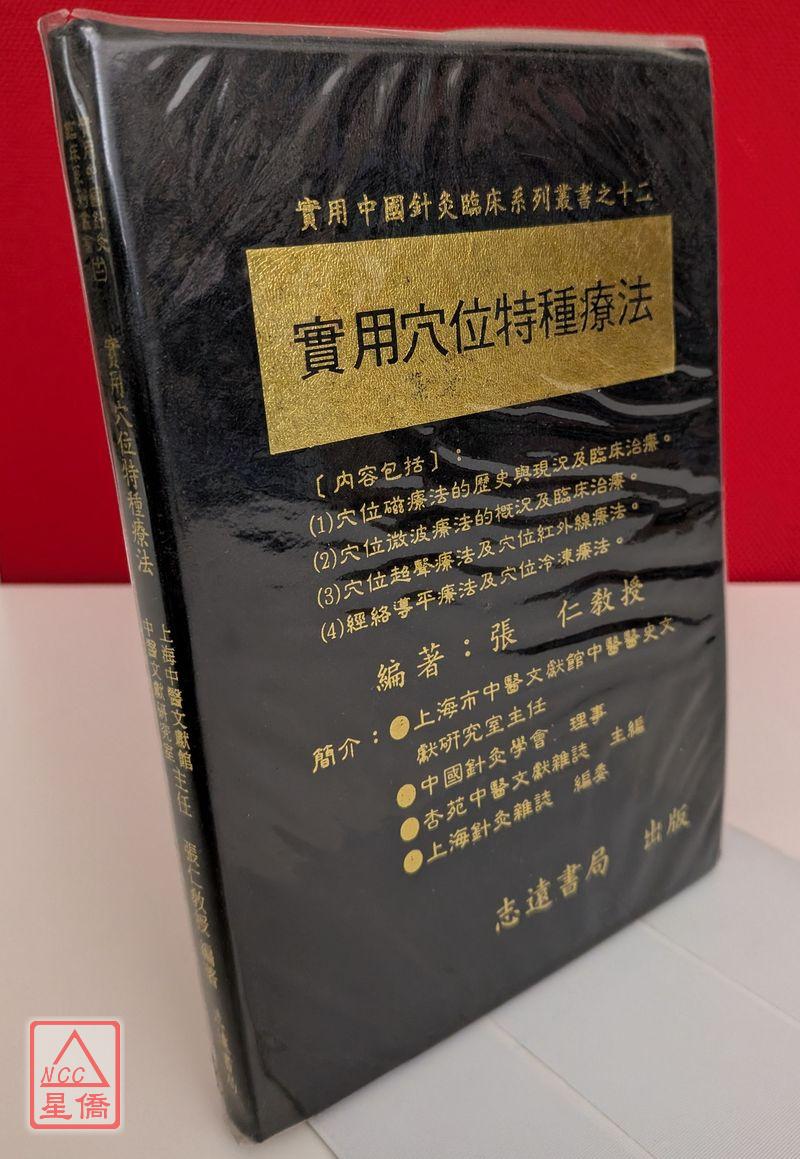 實用中國針灸臨床系列叢書之十二
實用穴位特種療法
〔內容包括〕：
(1)穴位磁療法的歷史與現況及臨床治療。
(2)穴位微波療法的概況及臨床治療。
(3)穴位超聲療法及穴位紅外線療法。
(4)經絡導平療法及穴位冷凍療法。
編著：張 仁教授
簡介：●上海市中醫文獻館中醫醫史文
獻研究室主任
●中國針灸學會 理事
●杏苑中醫文獻雜誌 主編
●上海針灸雜誌 編委
志遠書局 出版
實用中國針灸
臨床系列叢書
實用穴位特種療法
上海中醫文獻館主任
中醫文獻研究室
張仁教授 編著
NCC
星僑